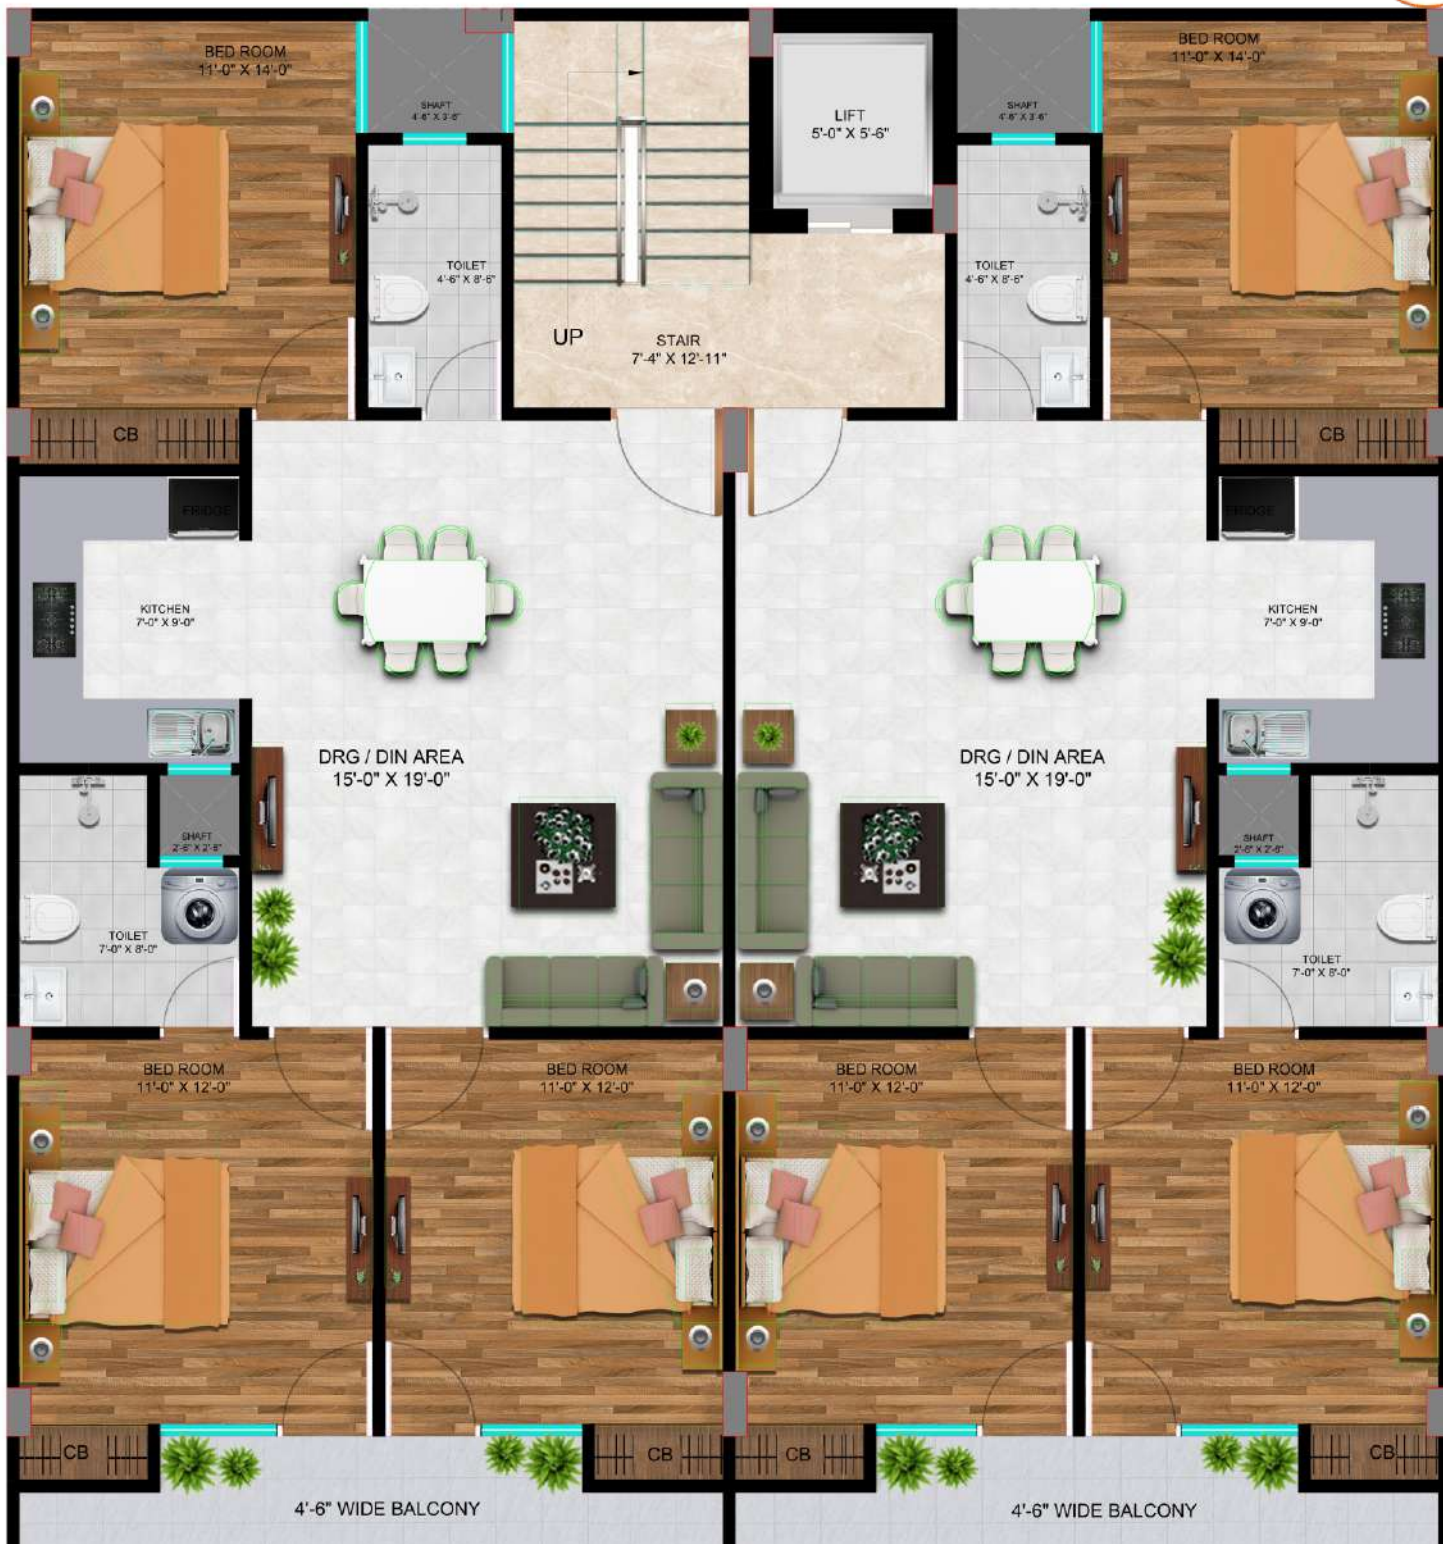 BED ROOM
11'-0" X 14'-0"
SHAFT
4'-6" X 3'-6"
LIFT
5'-0" X 5'-6"
SHAFT
4'-6" X 3'-6"
BED ROOM
11'-0" X 14'-0"
TOILET
4'-6" X 8'-6"
UP
STAIR
7'-4" X 12'-11"
TOILET
4'-6" X 8'-6"
CB
CB
FRIDGE
FRIDGE
KITCHEN
7'-0" X 9'-0"
KITCHEN
7'-0" X 9'-0"
DRG / DIN AREA
15'-0" X 19'-0"
DRG / DIN AREA
15'-0" X 19'-0"
SHAFT
2'-6" X 2'-6"
SHAFT
2'-6" X 2'-6"
TOILET
7'-0" X 8'-0"
TOILET
7'-0" X 8'-0"
BED ROOM
11'-0" X 12'-0"
BED ROOM
11'-0" X 12'-0"
BED ROOM
11'-0" X 12'-0"
BED ROOM
11'-0" X 12'-0"
CB
CB
CB
CB
4'-6" WIDE BALCONY
4'-6" WIDE BALCONY